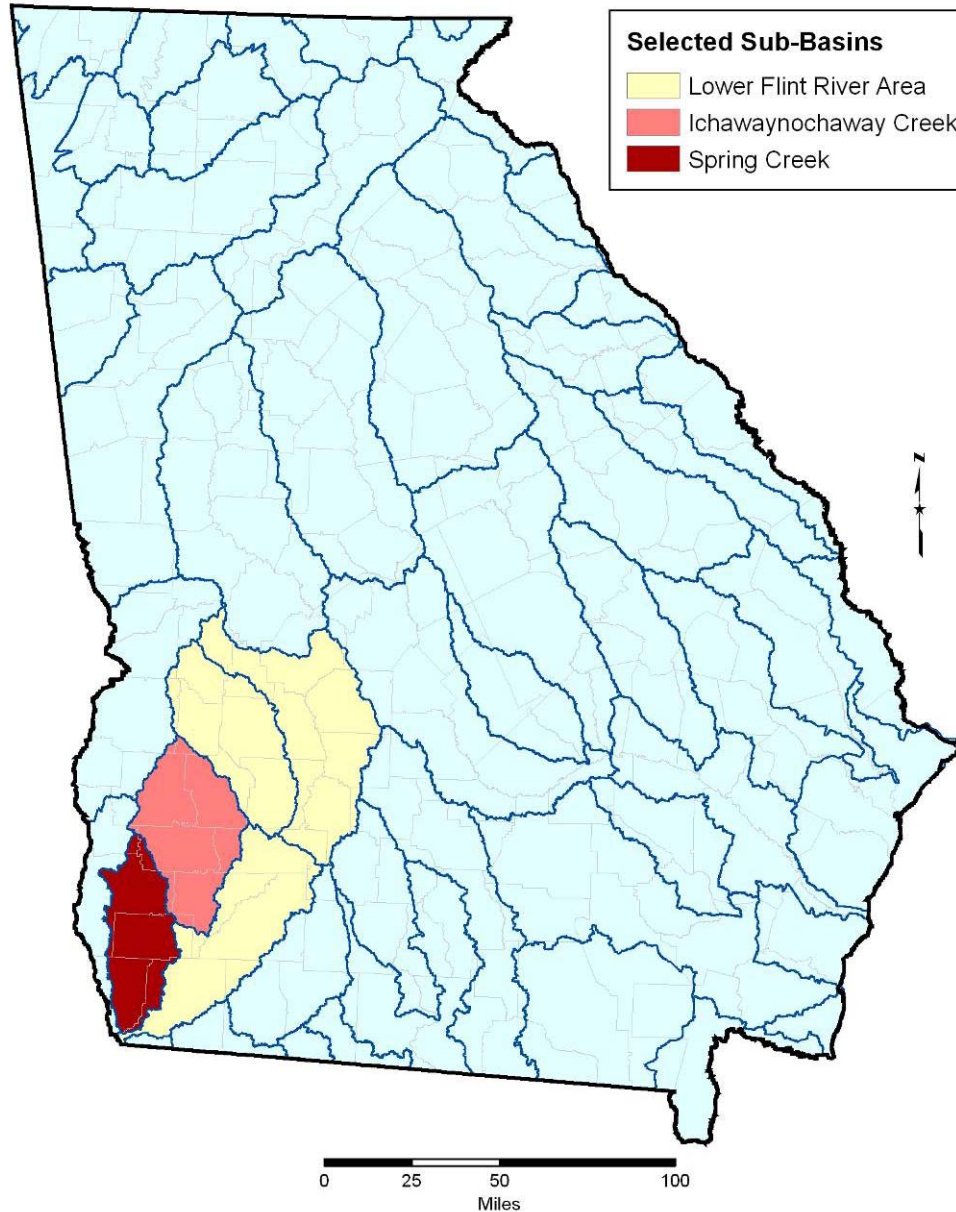 Selected Sub-Basins
Lower Flint River Area
Ichawaynochaway Creek
Spring Creek
N
0 25 50 100
Miles